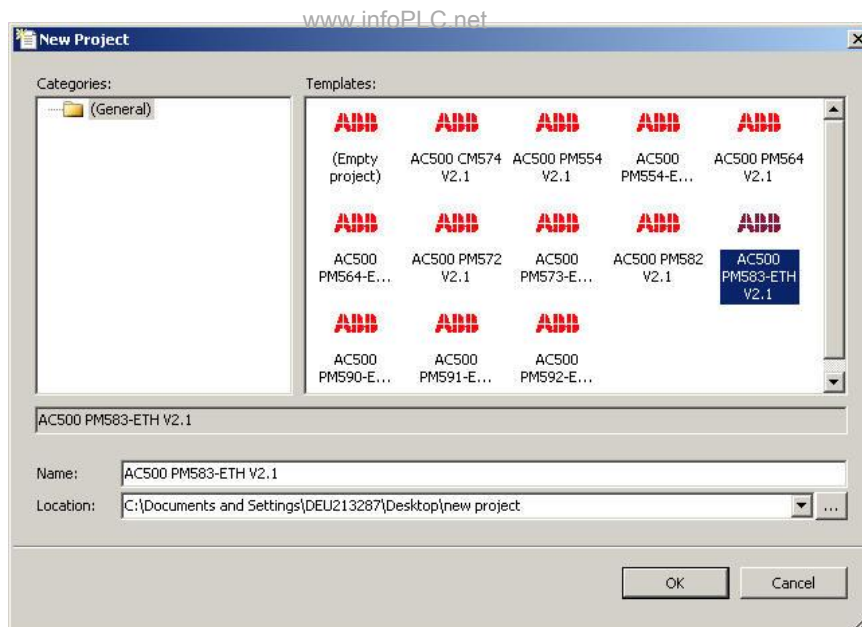 www.infoPLC.net
New Project
Categories:
Templates:
(General)
ABB
ABB
ABB
ABB
ABB
(Empty
project)
AC500 CM574
V2.1
AC500 PM554
V2.1
AC500
PM554-E...
AC500 PM564
V2.1
ABB
ABB
ABB
ABB
ABB
AC500
PM564-E...
AC500 PM572
V2.1
AC500
PM573-E...
AC500 PM582
V2.1
AC500
PM583-ETH
V2.1
ABB
ABB
ABB
AC500
PM590-E...
AC500
PM591-E...
AC500
PM592-E...
AC500 PM583-ETH V2.1
Name:
AC500 PM583-ETH V2.1
Location:
C:\Documents and Settings\DEU213287\Desktop\new project
...
OK
Cancel